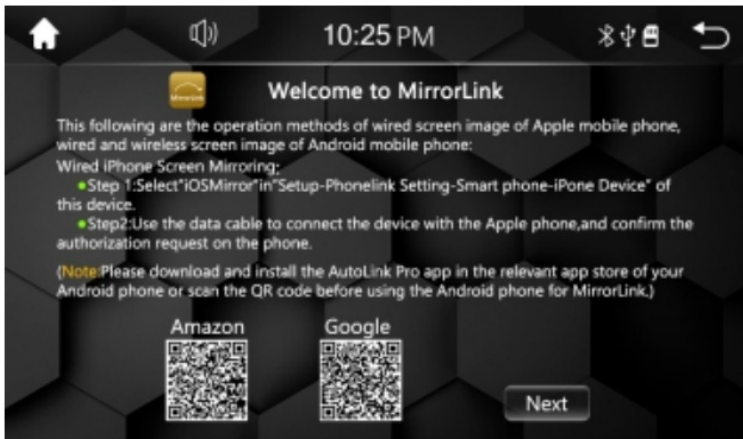 10:25 PM
MirrorLink
Welcome to MirrorLink
This following are the operation methods of wired screen image of Apple mobile phone,
wired and wireless screen image of Android mobile phone:
Wired iPhone Screen Mirroring;
●Step 1:Select"iOSMirror"in"Setup-Phonelink Setting-Smart phone-iPone Device" of
this device.
●Step2:Use the data cable to connect the device with the Apple phone,and confirm the
authorization request on the phone.
(Note:Please download and install the AutoLink Pro app in the relevant app store of your
Android phone or scan the QR code before using the Android phone for MirrorLink.)
Amazon Google
Next